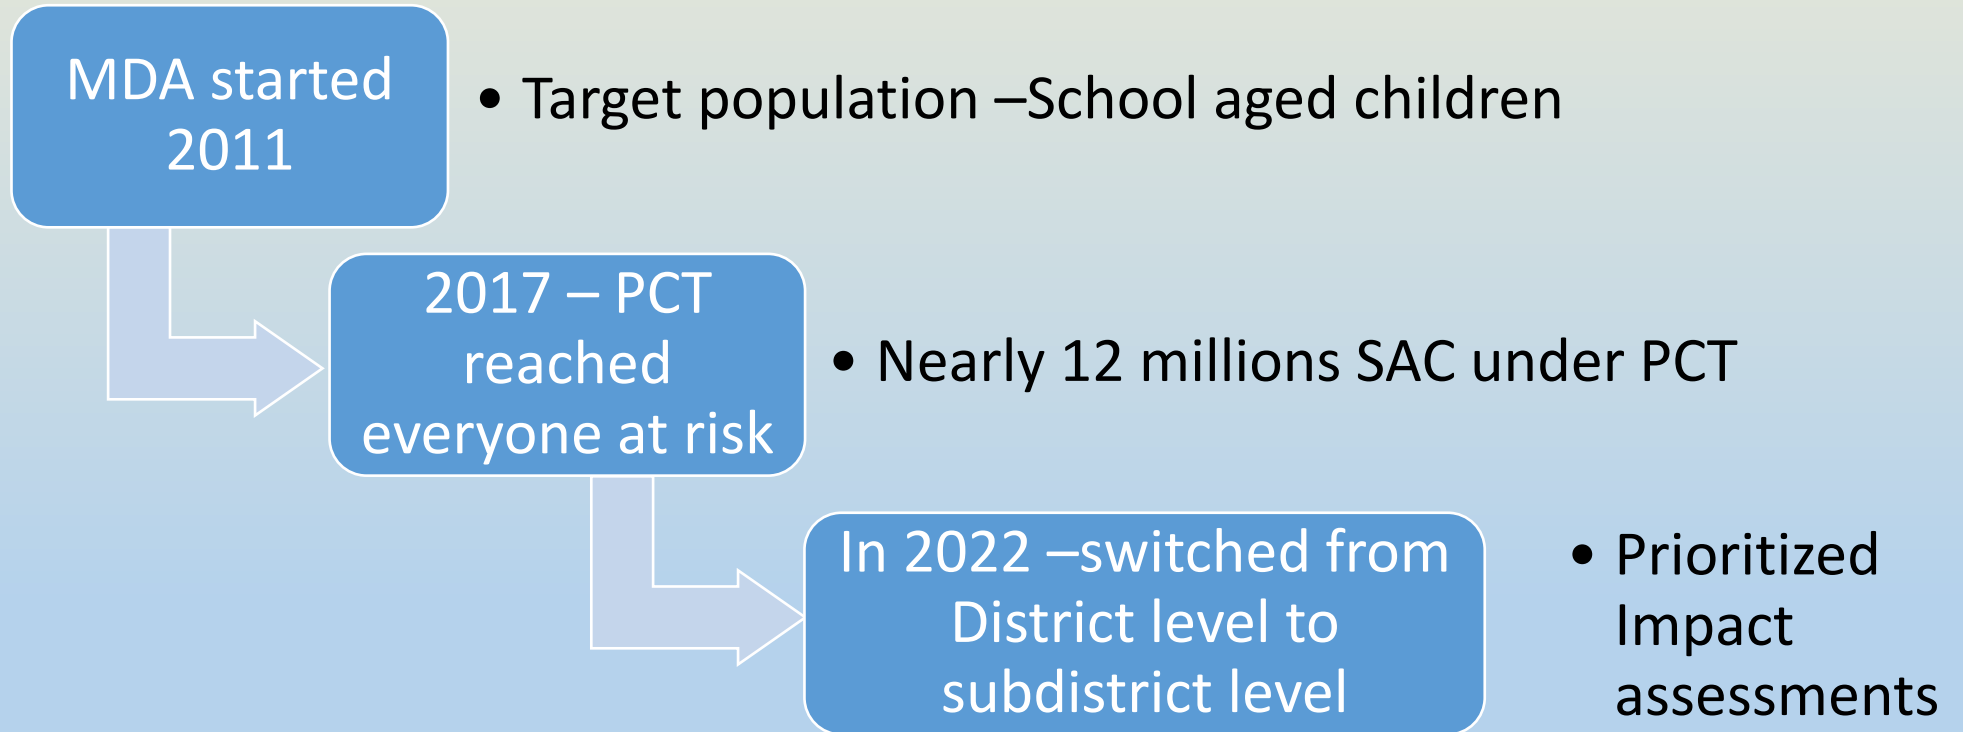 MDA started
2011
• Target population –School aged children
2017 – PCT
reached
everyone at risk
• Nearly 12 millions SAC under PCT
In 2022 –switched from
District level to
subdistrict level
• Prioritized
Impact
assessments